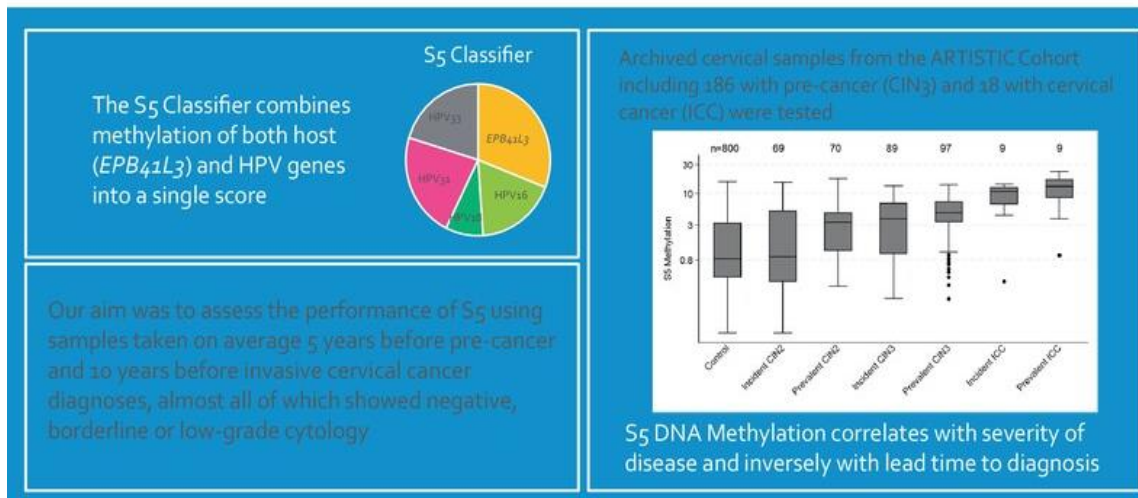 The S5 Classifier combines
methylation of both host
(EPB41L3) and HPV genes
into a single score
S5 Classifier
HPV33
EPB41L3
HPV31
HPV18
HPV16
Our aim was to assess the performance of S5 using
samples taken on average 5 years before pre-cancer
and 10 years before invasive cervical cancer
diagnoses, almost all of which showed negative,
borderline or low-grade cytology
Archived cervical samples from the ARTISTIC Cohort
including 186 with pre-cancer (CIN3) and 18 with cervical
cancer (ICC) were tested
n=800 69 70 89 97 9 9
30
10
3
0.8
S5 Methylation
Control Incident CIN2 Prevalent CIN2 Incident CIN3 Prevalent CIN3 Incident ICC Prevalent ICC
S5 DNA Methylation correlates with severity of
disease and inversely with lead time to diagnosis